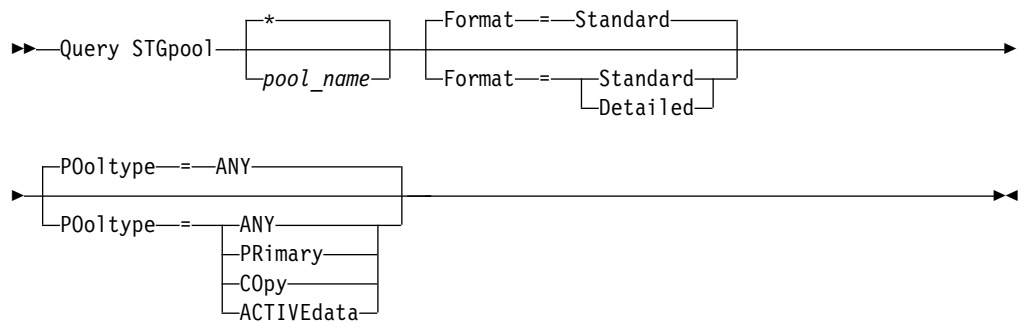 *
Format = Standard
Query STGpool
pool_name
Format = Standard
Detailed
POoltype = ANY
POoltype = ANY
PRimary
COpy
ACTIVEdata